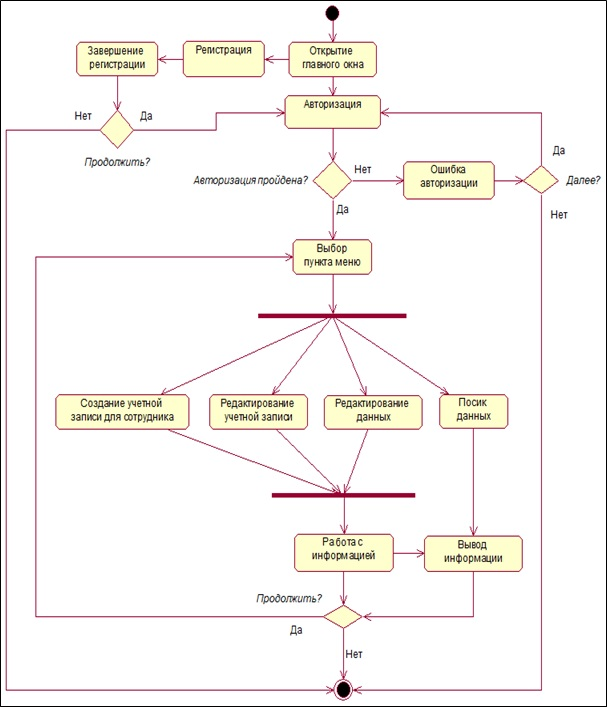 Завершение
регистрации
Регистрация
Открытие
главного окна
Авторизация
Нет
Да
Продолжить?
Авторизация пройдена?
Нет
Ошибка
авторизации
Да
Далее?
Нет
Да
Выбор
пункта меню
Создание учетной
записи для сотрудника
Редактирование
учетной записи
Редактирование
данных
Посик
данных
Работа с
информацией
Вывод
информации
Продолжить?
Да
Нет